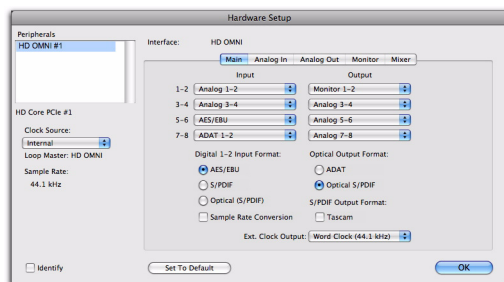 Hardware Setup
Peripherals
HD OMNI #1
Interface: HD OMNI
Main Analog In Analog Out Monitor Mixer
Input Output
1-2 Analog 1-2 Monitor 1-2
3-4 Analog 3-4 Analog 3-4
5-6 AES/EBU Analog 5-6
7-8 ADAT 1-2 Analog 7-8
HD Core PCIe #1
Clock Source:
Internal
Loop Master: HD OMNI
Sample Rate:
44.1 kHz
Digital 1-2 Input Format: Optical Output Format:
AES/EBU ADAT
S/PDIF Optical S/PDIF
Optical (S/PDIF) S/PDIF Output Format:
Sample Rate Conversion Tascam
Ext. Clock Output: Word Clock (44.1 kHz)
Identify Set To Default OK